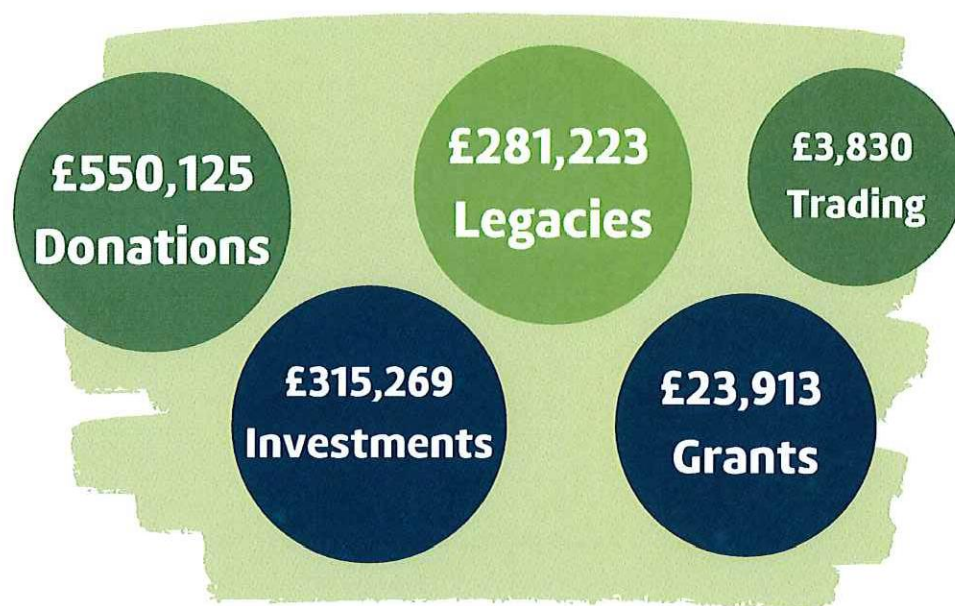 £550,125
Donations
£281,223
Legacies
£3,830
Trading
£315,269
Investments
£23,913
Grants